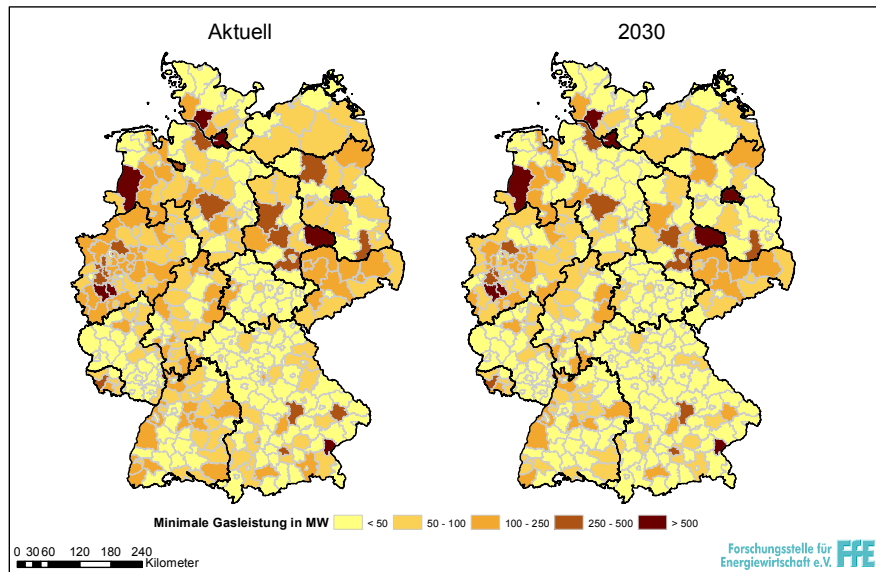 Aktuell
2030
Minimale Gasleistung in MW
< 50
50 - 100
100 - 250
250 - 500
> 500
0 30 60 120 180 240
Kilometer
Forschungsstelle für
Energiewirtschaft e.V.
FfE